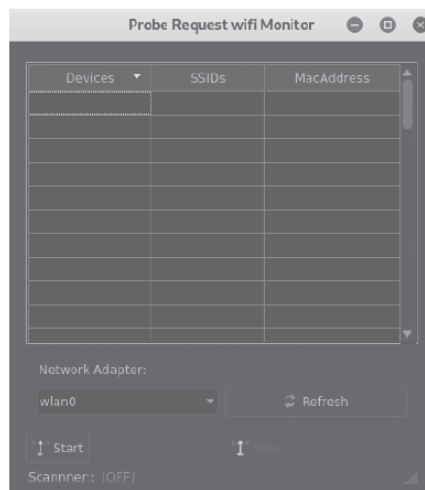 Probe Request wifi Monitor
Devices SSIDs MacAddress
Network Adapter:
wlan0 Refresh
Start Stop
Scannner:: [OFF]